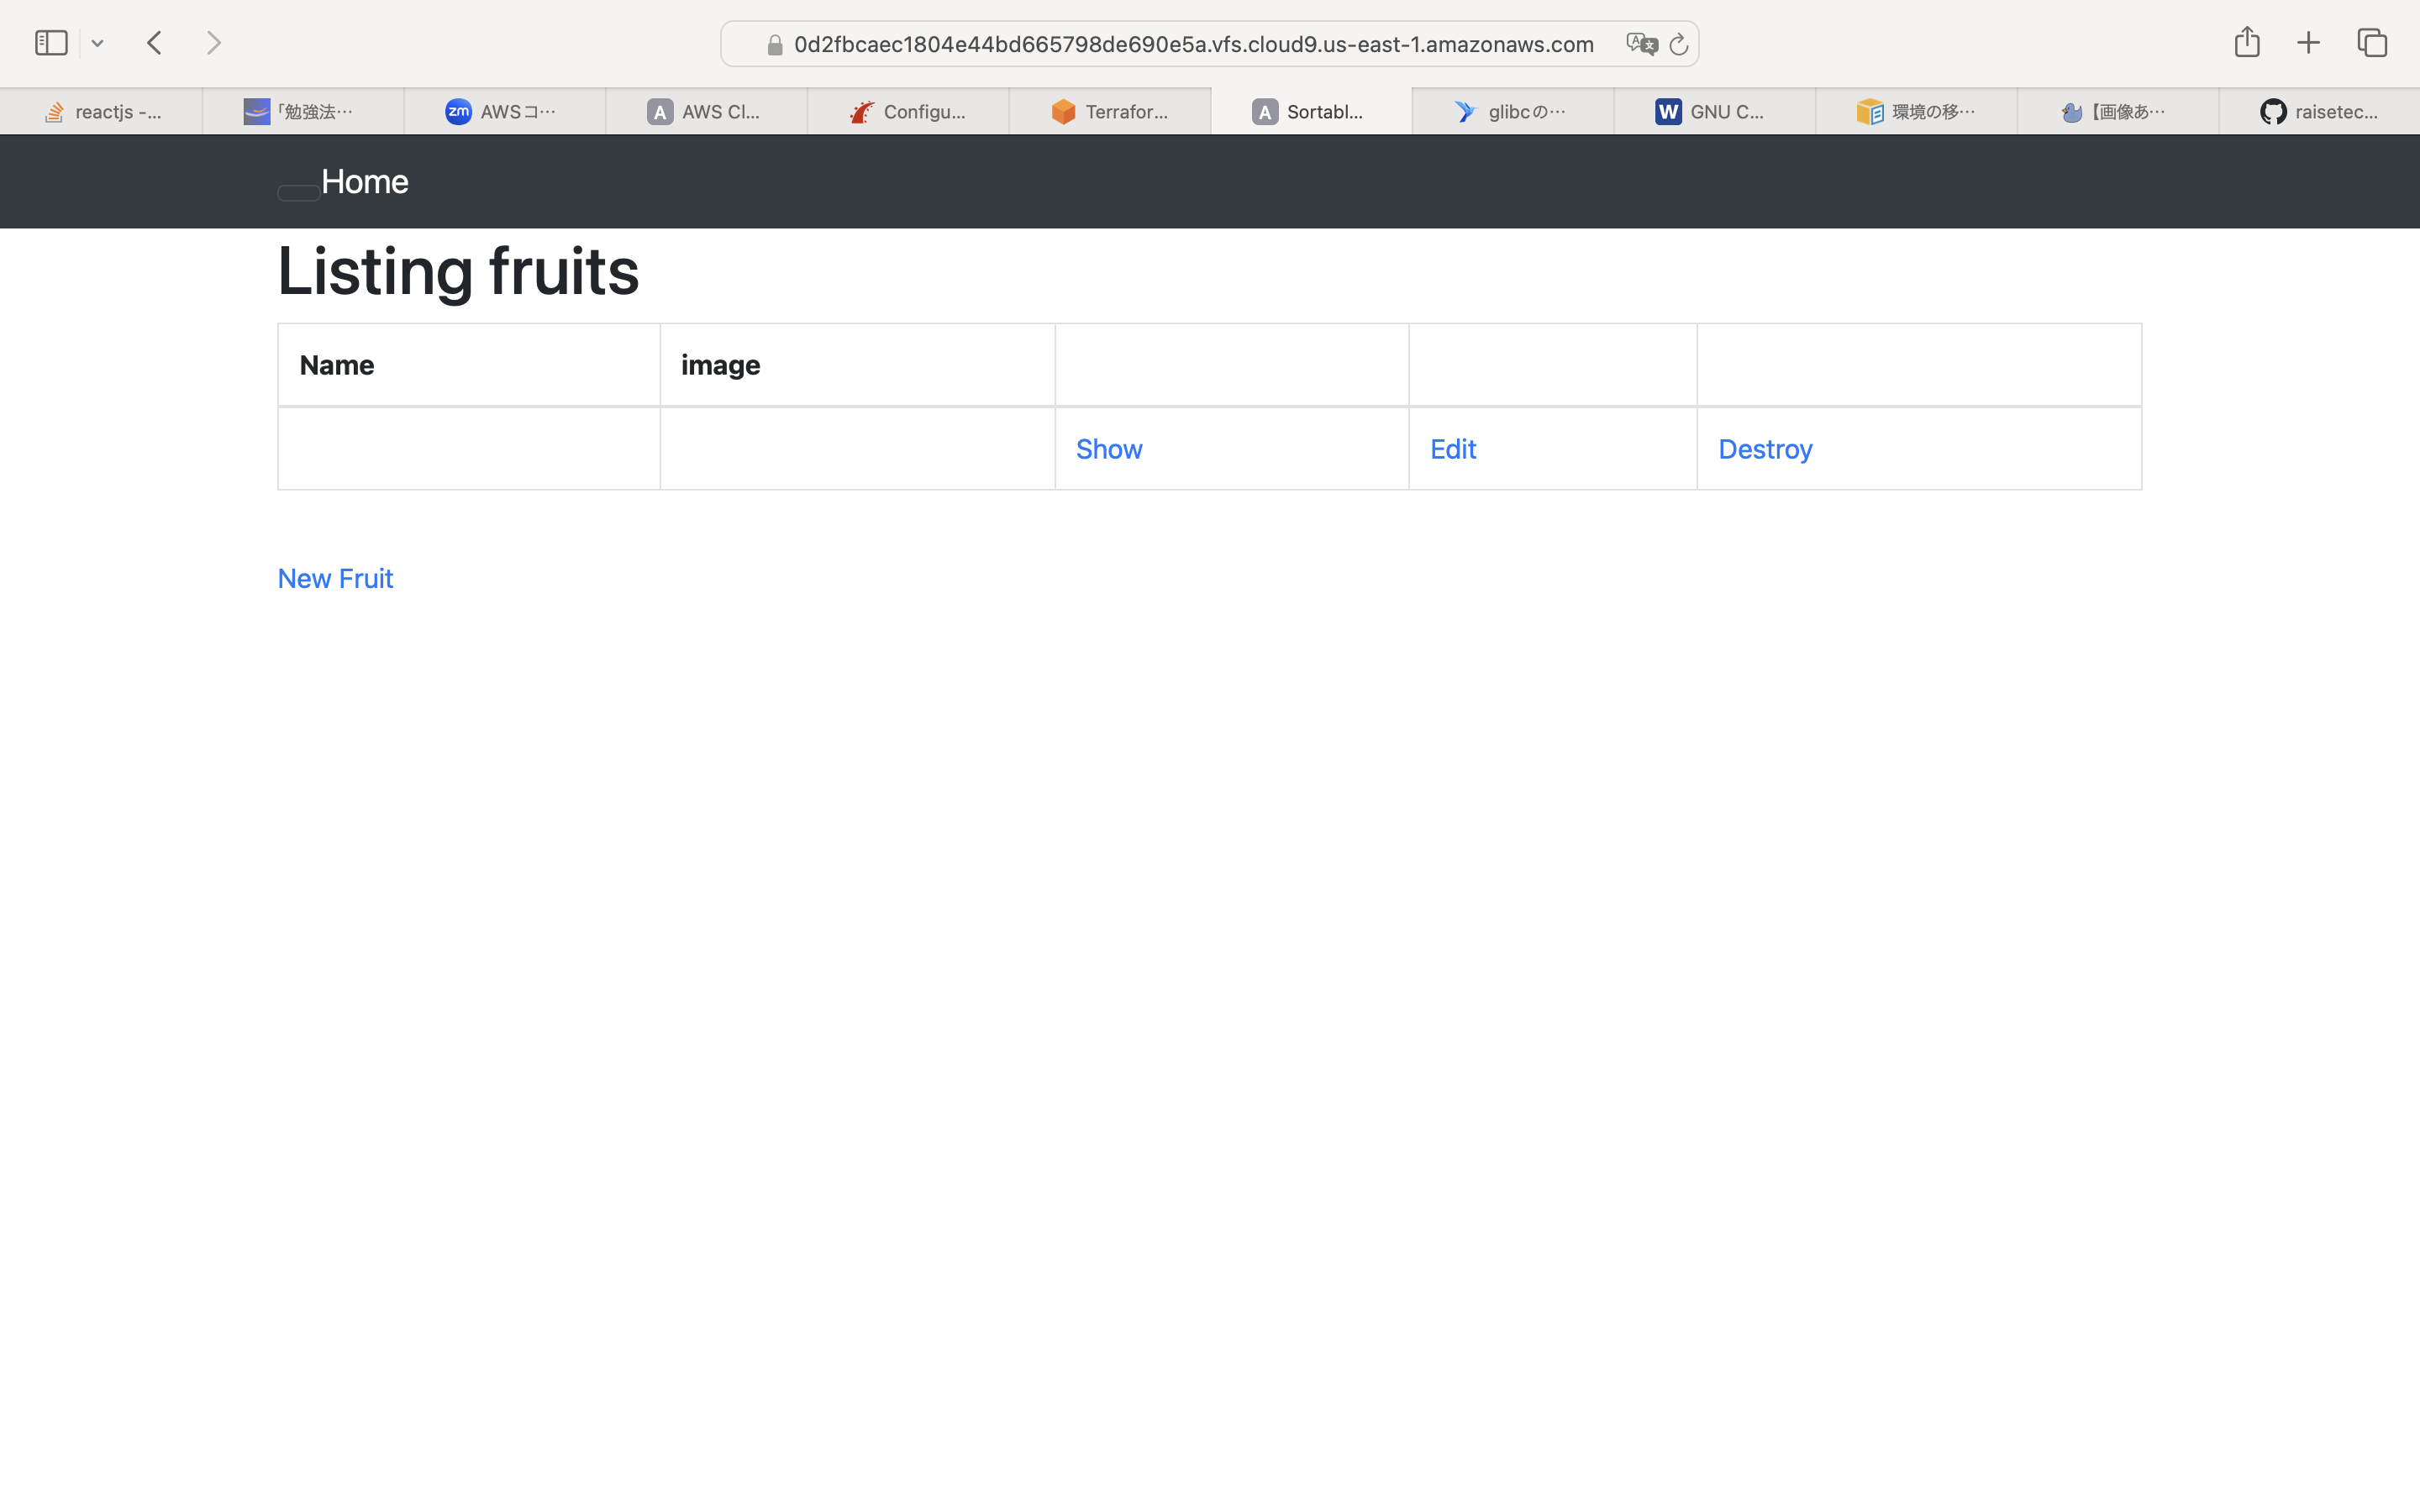 0d2fbcaec1804e44bd665798de690e5a.vfs.cloud9.us-east-1.amazonaws.com
reactjs -... 「勉強法… zm AWSコ… A AWS Cl... Configu... Terrafor... A Sortabl... glibcの… W GNU C... 環境の移… 【画像あ… raisetec...
Home
Listing fruits
Name image
Show Edit Destroy
New Fruit